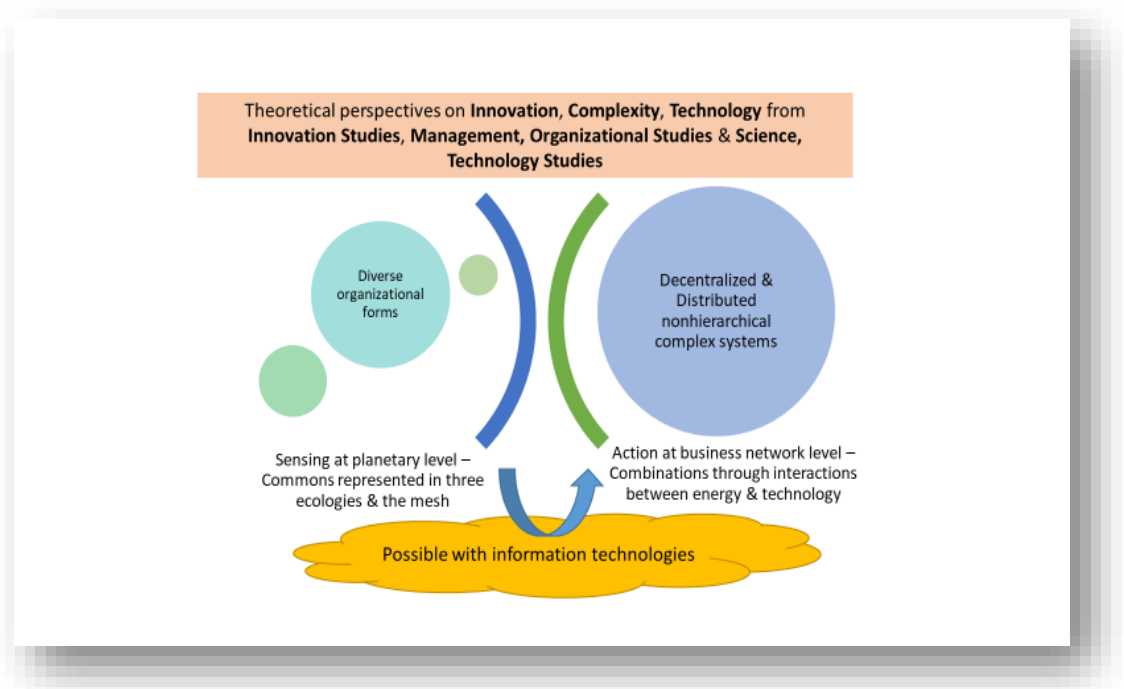 Theoretical perspectives on Innovation, Complexity, Technology from
Innovation Studies, Management, Organizational Studies & Science,
Technology Studies
Diverse
organizational
forms
Decentralized &
Distributed
nonhierarchical
complex systems
Sensing at planetary level –
Commons represented in three
ecologies & the mesh
Action at business network level –
Combinations through interactions
between energy & technology
Possible with information technologies